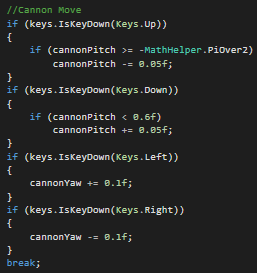 //Cannon Move
if (keys.IsKeyDown(Keys.Up))
{
if (cannonPitch >= -MathHelper.PiOver2)
cannonPitch -= 0.05f;
}
if (keys.IsKeyDown(Keys.Down))
{
if (cannonPitch < 0.6f)
cannonPitch += 0.05f;
}
if (keys.IsKeyDown(Keys.Left))
{
cannonYaw += 0.1f;
}
if (keys.IsKeyDown(Keys.Right))
{
cannonYaw -= 0.1f;
}
break;